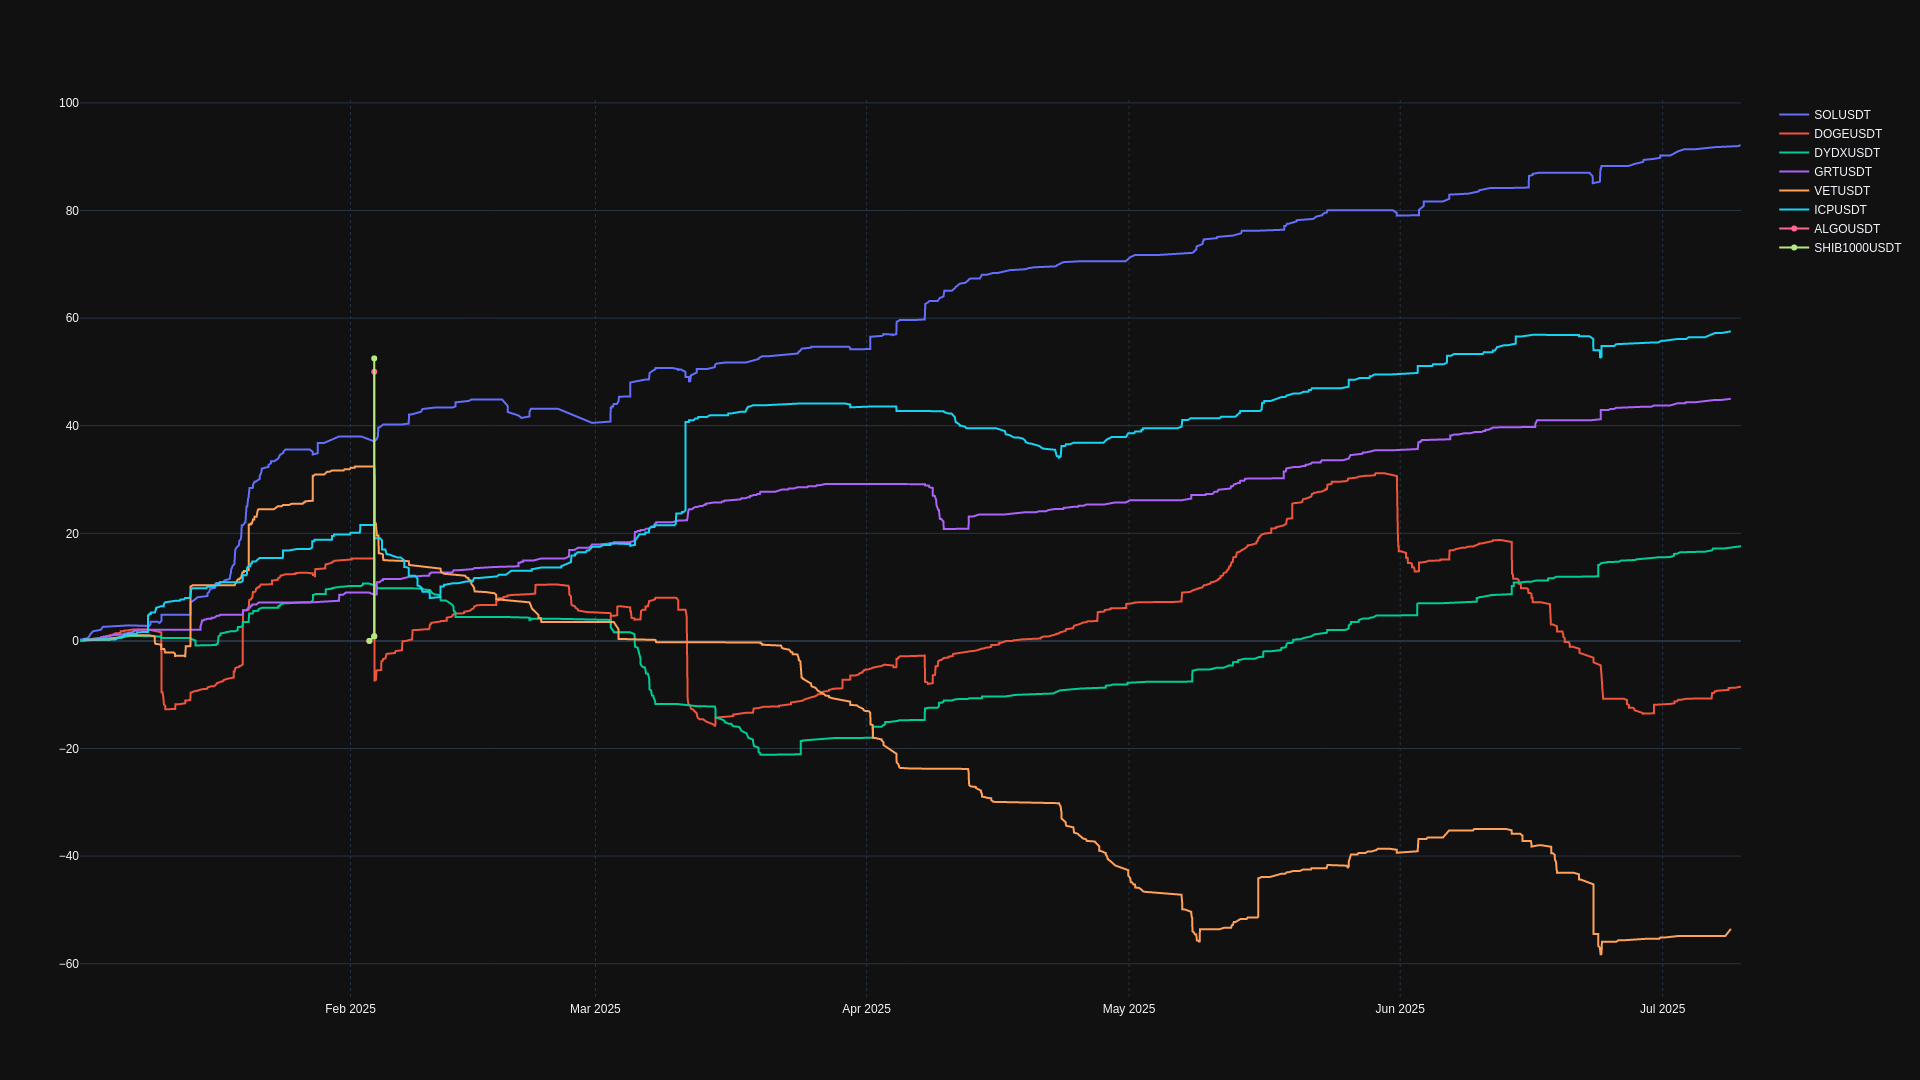 100
80
60
40
20
0
−20
−40
−60
Feb 2025
Mar 2025
Apr 2025
May 2025
Jun 2025
Jul 2025
SOLUSDT
DOGEUSDT
DYDXUSDT
GRTUSDT
VETUSDT
ICPUSDT
ALGOUSDT
SHIB1000USDT